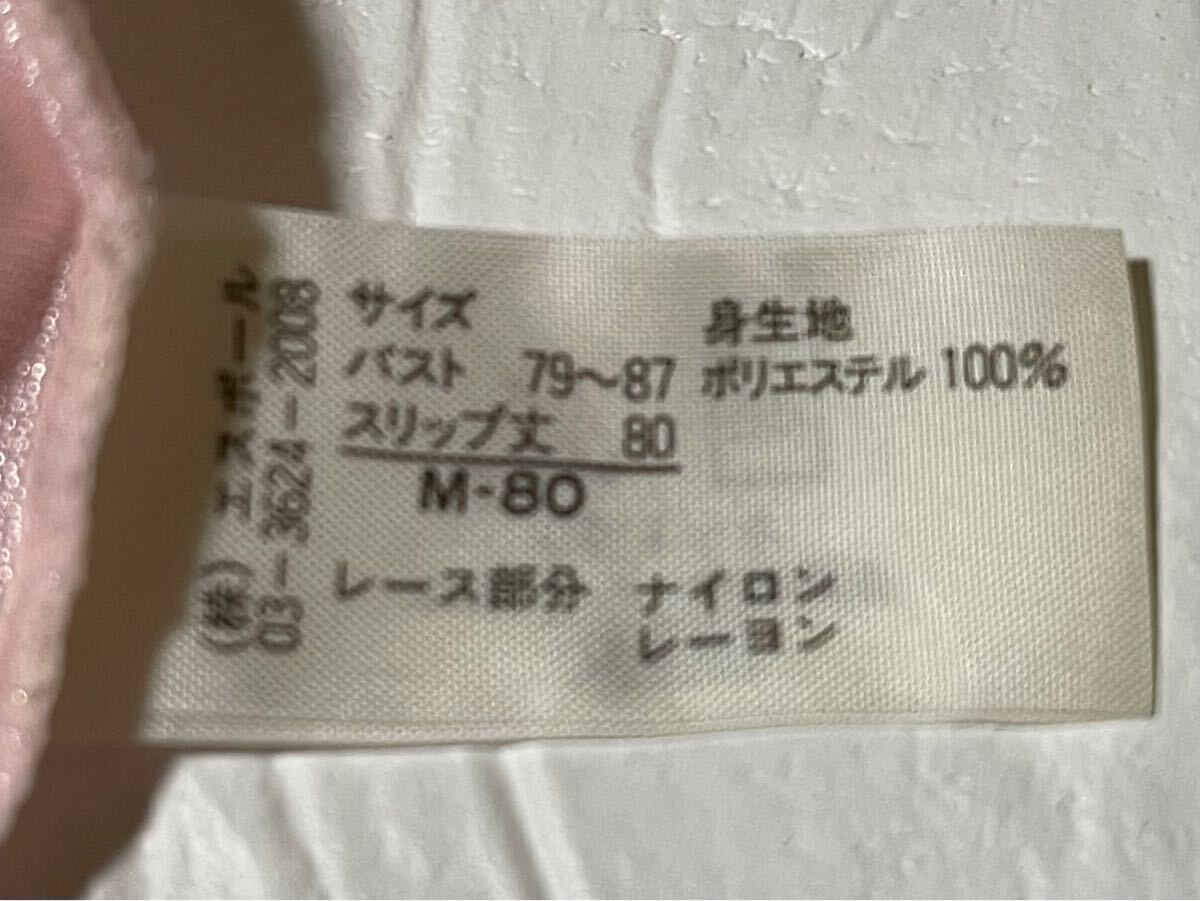 サイズ
バスト 79～87
スリップ丈 80
M-80
身生地
ポリエステル 100%
レース部分 ナイロン
レーヨン
(株) エスポール
03-3624-2008